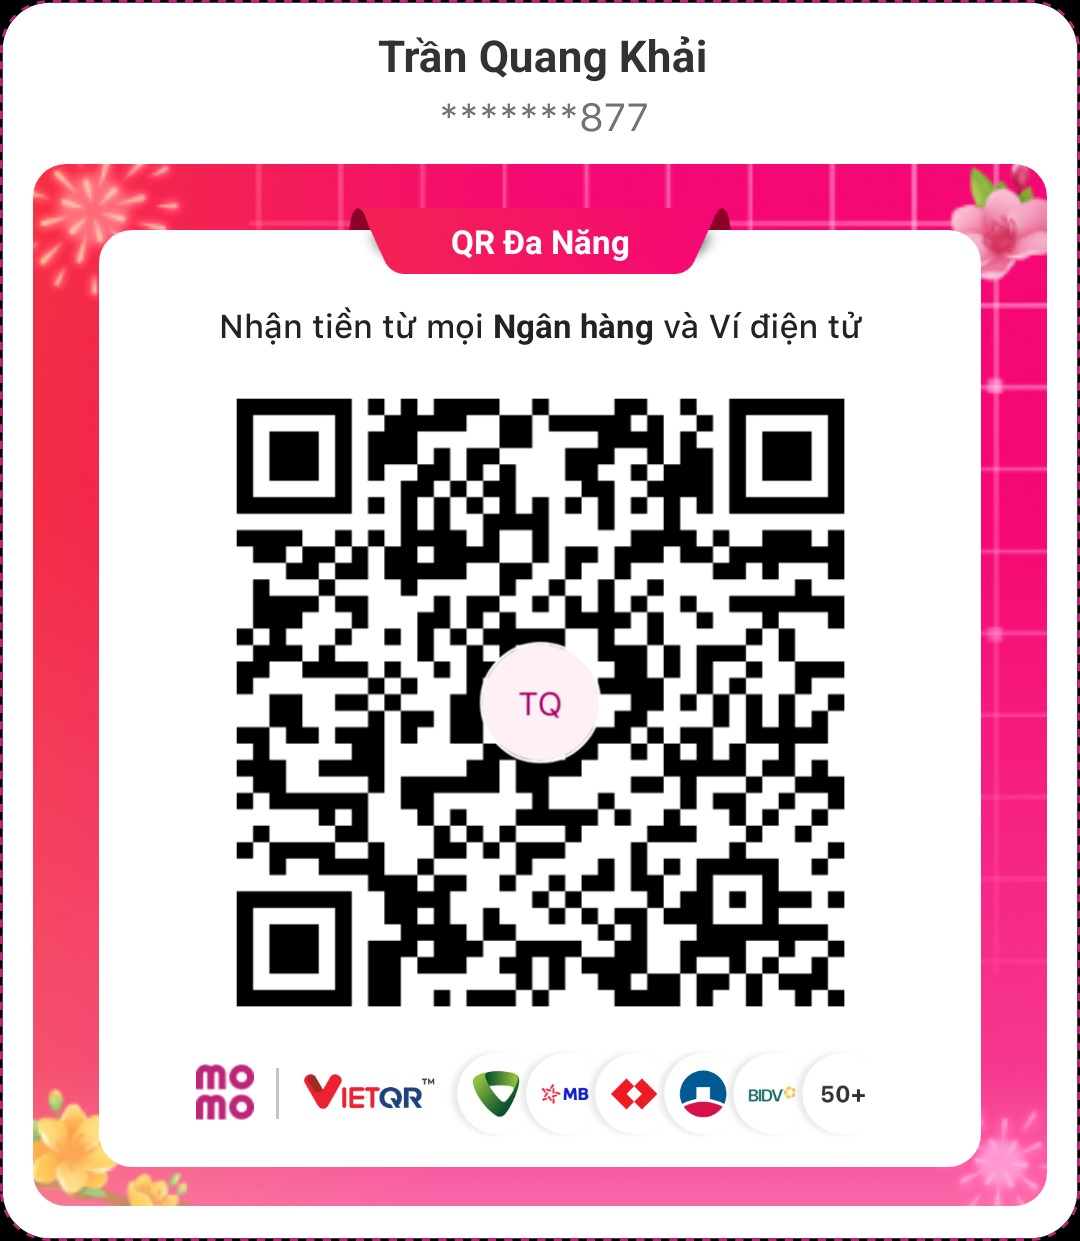 Trần Quang Khải
*******877
QR Đa Năng
Nhận tiền từ mọi Ngân hàng và Ví điện tử
TQ
mo
mo
VIETQR™
MB
BIDV
50+